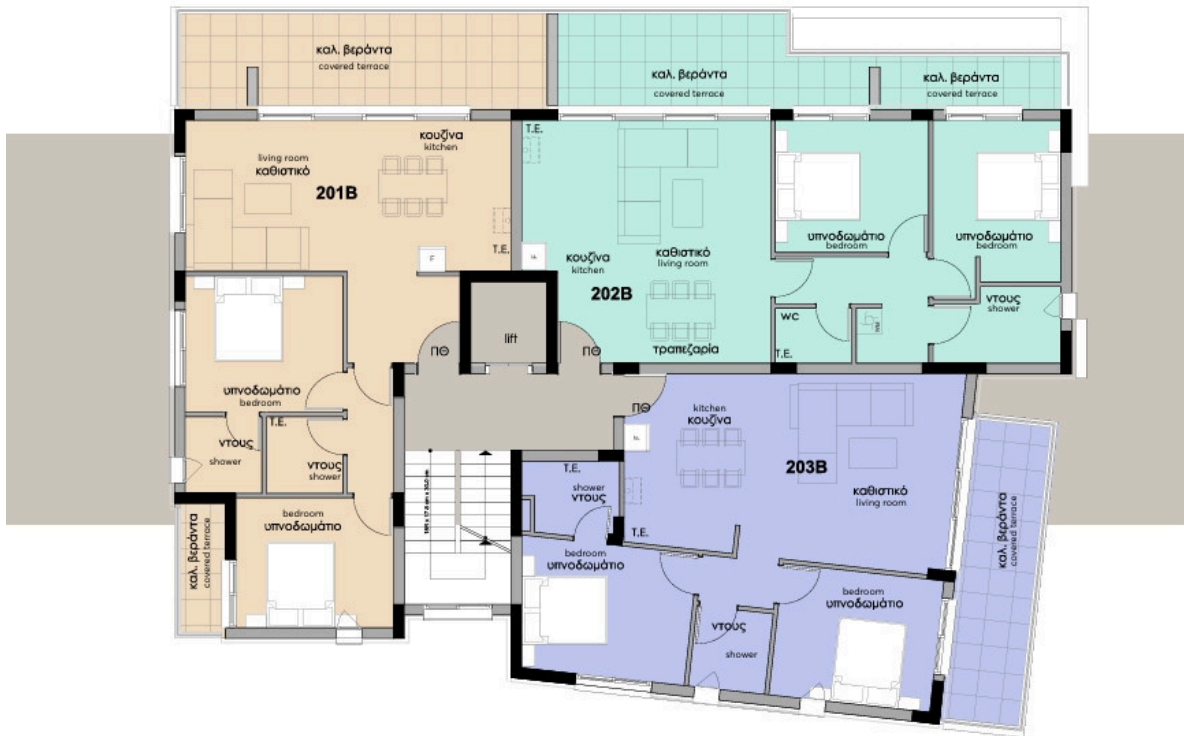 καλ. βεράντα
covered terrace
καλ. βεράντα
covered terrace
καλ. βεράντα
covered terrace
living room
καθιστικό
201B
κουζίνα
kitchen
T.E.
T.E.
κουζίνα
kitchen
καθιστικό
living room
202B
τραπεζαρία
υπνοδωμάτιο
bedroom
υπνοδωμάτιο
bedroom
wc
T.E.
ντους
shower
lift
ΠΘ
ΠΘ
ΠΘ
υπνοδωμάτιο
bedroom
ντους
shower
T.E.
ντους
shower
bedroom
υπνοδωμάτιο
καλ. βεράντα
covered terrace
kitchen
κουζίνα
203B
καθιστικό
living room
T.E.
shower
ντους
T.E.
bedroom
υπνοδωμάτιο
ντους
shower
bedroom
υπνοδωμάτιο
καλ. βεράντα
covered terrace